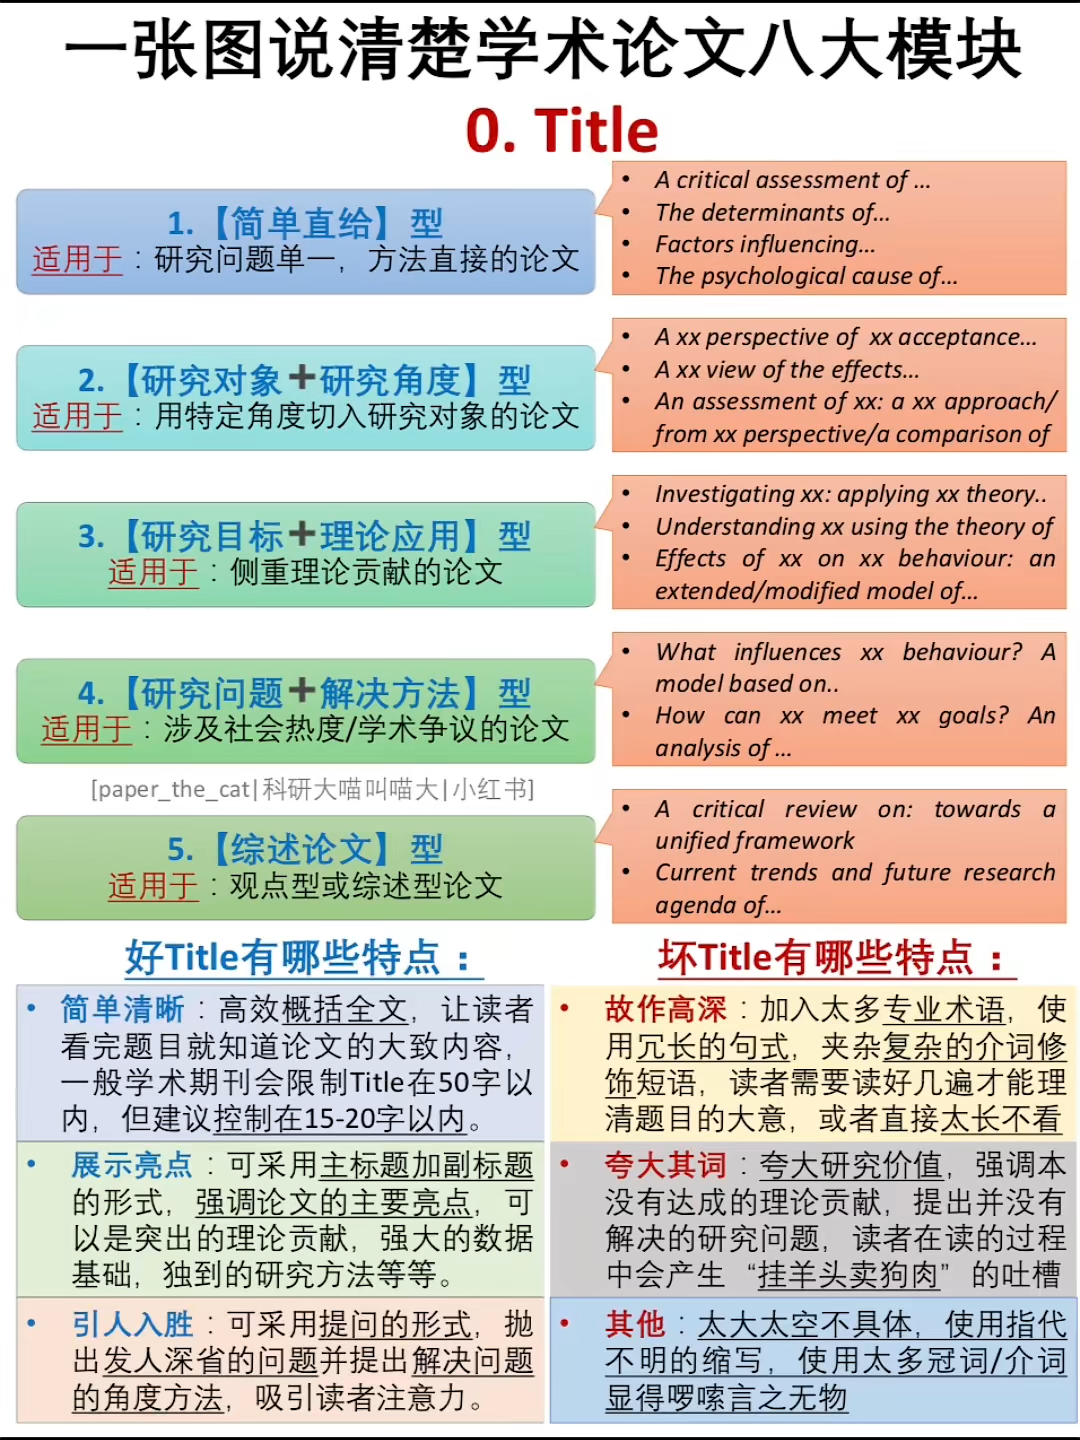 一张图说清楚学术论文八大模块
0. Title
1.【简单直给】型
适用于：研究问题单一，方法直接的论文
• A critical assessment of …
• The determinants of…
• Factors influencing…
• The psychological cause of…
2.【研究对象➕研究角度】型
适用于：用特定角度切入研究对象的论文
• A xx perspective of xx acceptance…
• A xx view of the effects…
• An assessment of xx: a xx approach/
from xx perspective/a comparison of
3.【研究目标➕理论应用】型
适用于：侧重理论贡献的论文
• Investigating xx: applying xx theory..
• Understanding xx using the theory of
• Effects of xx on xx behaviour: an
extended/modified model of…
4.【研究问题➕解决方法】型
适用于：涉及社会热度/学术争议的论文
• What influences xx behaviour? A
model based on..
• How can xx meet xx goals? An
analysis of …
[paper_the_cat|科研大喵叫喵大|小红书]
5.【综述论文】型
适用于：观点型或综述型论文
• A critical review on: towards a
unified framework
• Current trends and future research
agenda of…
好Title有哪些特点：
• 简单清晰：高效概括全文，让读者
看完题目就知道论文的大致内容，
一般学术期刊会限制Title在50字以
内，但建议控制在15-20字以内。
• 展示亮点：可采用主标题加副标题
的形式，强调论文的主要亮点，可
以是突出的理论贡献，强大的数据
基础，独到的研究方法等等。
• 引人入胜：可采用提问的形式，抛
出发人深省的问题并提出解决问题
的角度方法，吸引读者注意力。
坏Title有哪些特点：
• 故作高深：加入太多专业术语，使
用冗长的句式，夹杂复杂的介词修
饰短语，读者需要读好几遍才能理
清题目的大意，或者直接太长不看
• 夸大其词：夸大研究价值，强调本
没有达成的理论贡献，提出并没有
解决的研究问题，读者在读的过程
中会产生“挂羊头卖狗肉”的吐槽
• 其他：太大太空不具体，使用指代
不明的缩写，使用太多冠词/介词
显得啰嗦言之无物